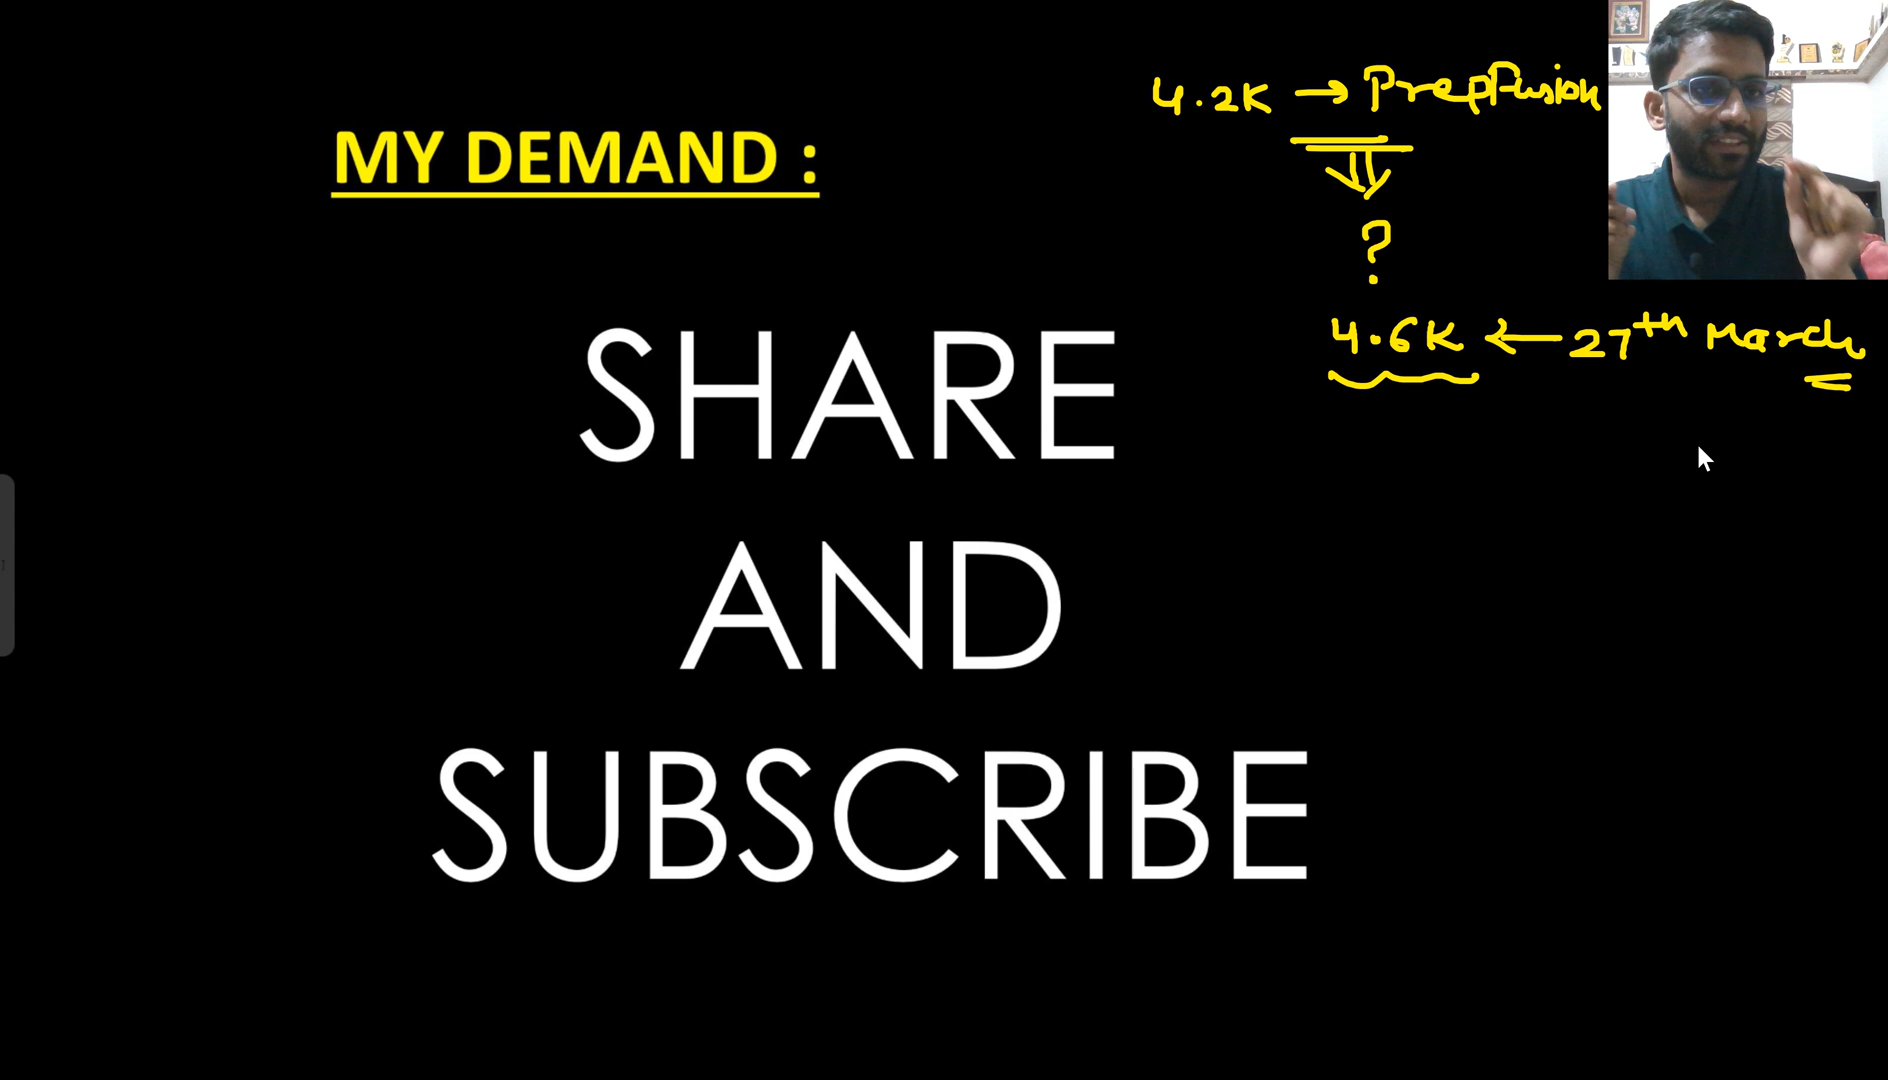 4.2K → PrepFusion
MY DEMAND :
?
4.6K ← 27th March
SHARE
AND
SUBSCRIBE